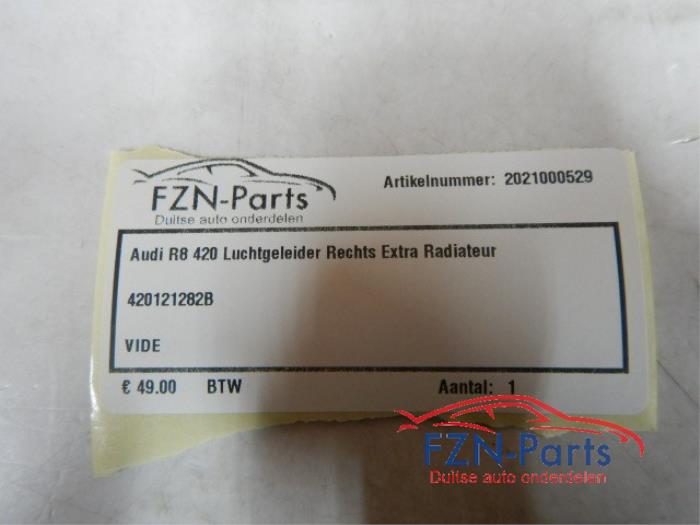 FZN-Parts
Duitse auto onderdelen
Artikelnummer: 2021000529
Audi R8 420 Luchtgeleider Rechts Extra Radiateur
420121282B
VIDE
€ 49.00 BTW Aantal: 1
FZN-Parts
Duitse auto onderdelen